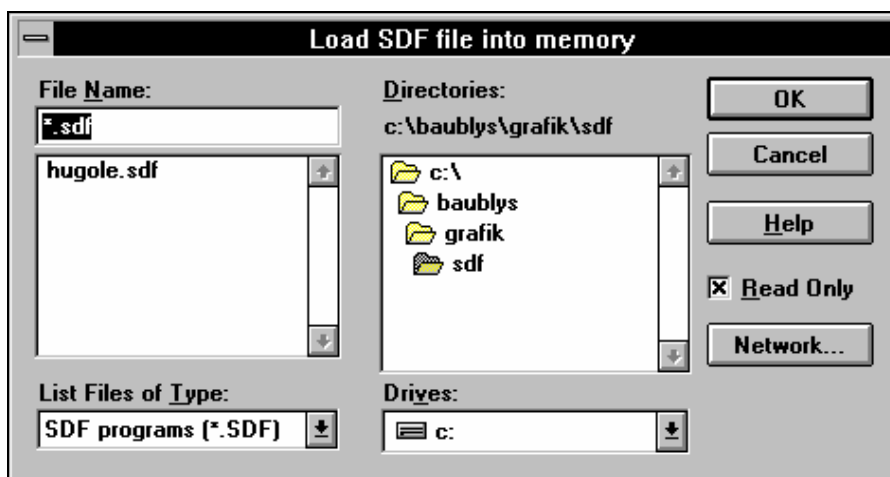 Load SDF file into memory
File Name:
*.sdf
hugole.sdf
Directories:
c:\baublys\grafik\sdf
c:\
baublys
grafik
sdf
OK
Cancel
Help
Read Only
Network...
List Files of Type:
SDF programs (*.SDF)
Drives:
c: